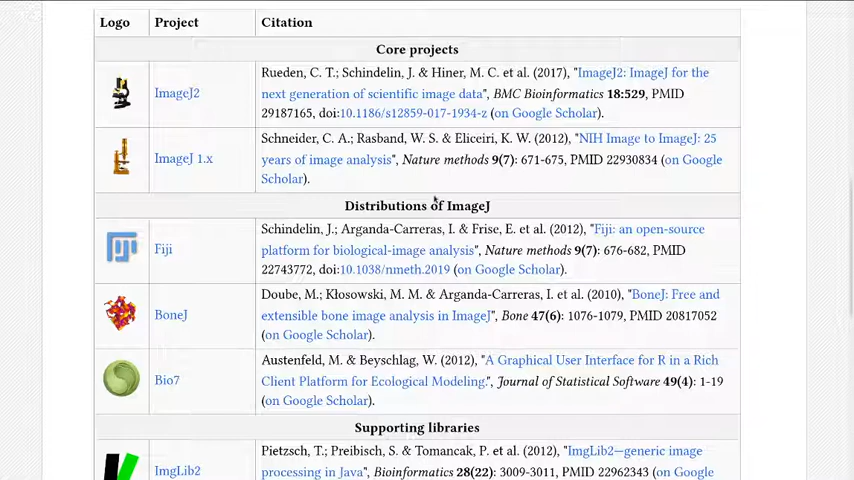 Logo Project Citation
Core projects
Rueden, C. T.; Schindelin, J. & Hiner, M. C. et al. (2017), "ImageJ2: ImageJ for the
next generation of scientific image data", BMC Bioinformatics 18:529, PMID
ImageJ2
29187165, doi:10.1186/s12859-017-1934-z (on Google Scholar).
Schneider, C. A.; Rasband, W. S. & Eliceiri, K. W. (2012), "NIH Image to ImageJ: 25
ImageJ 1.x
years of image analysis", Nature methods 9(7): 671-675, PMID 22930834 (on Google
Scholar).
Distributions of ImageJ
Schindelin, J.; Arganda-Carreras, I. & Frise, E. et al. (2012), "Fiji: an open-source
Fiji
platform for biological-image analysis", Nature methods 9(7): 676-682, PMID
22743772, doi:10.1038/nmeth.2019 (on Google Scholar).
Doube, M.; Kłosowski, M. M. & Arganda-Carreras, I. et al. (2010), "BoneJ: Free and
BoneJ
extensible bone image analysis in ImageJ", Bone 47(6): 1076-1079, PMID 20817052
(on Google Scholar).
Austenfeld, M. & Beyschlag, W. (2012), "A Graphical User Interface for R in a Rich
Bio7
Client Platform for Ecological Modeling.", Journal of Statistical Software 49(4): 1-19
(on Google Scholar).
Supporting libraries
Pietzsch, T.; Preibisch, S. & Tomancak, P. et al. (2012), "ImgLib2—generic image
ImgLib2
processing in Java", Bioinformatics 28(22): 3009-3011, PMID 22962343 (on Google